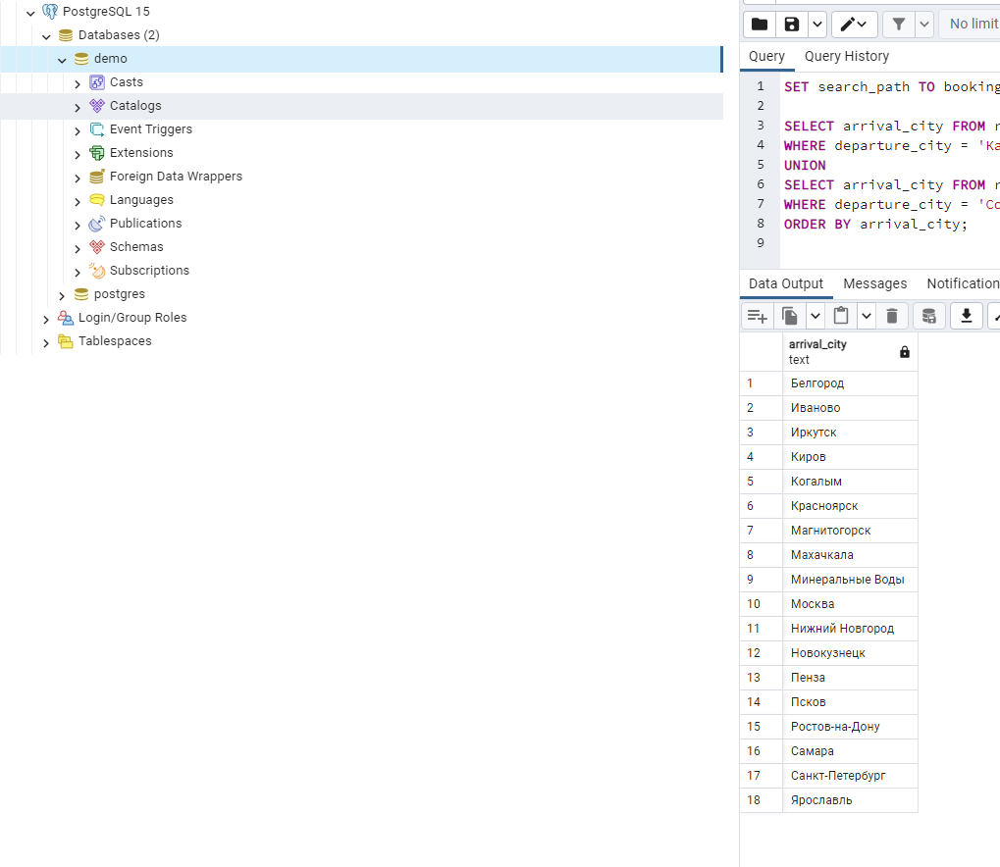 PostgreSQL 15
Databases (2)
demo
Casts
Catalogs
Event Triggers
Extensions
Foreign Data Wrappers
Languages
Publications
Schemas
Subscriptions
postgres
Login/Group Roles
Tablespaces
No limit
Query Query History
1 SET search_path TO booking
2
3 SELECT arrival_city FROM r
4 WHERE departure_city = 'Ка
5 UNION
6 SELECT arrival_city FROM r
7 WHERE departure_city = 'Со
8 ORDER BY arrival_city;
9
Data Output Messages Notification
arrival_city
text
1 Белгород
2 Иваново
3 Иркутск
4 Киров
5 Когалым
6 Красноярск
7 Магнитогорск
8 Махачкала
9 Минеральные Воды
10 Москва
11 Нижний Новгород
12 Новокузнецк
13 Пенза
14 Псков
15 Ростов-на-Дону
16 Самара
17 Санкт-Петербург
18 Ярославль